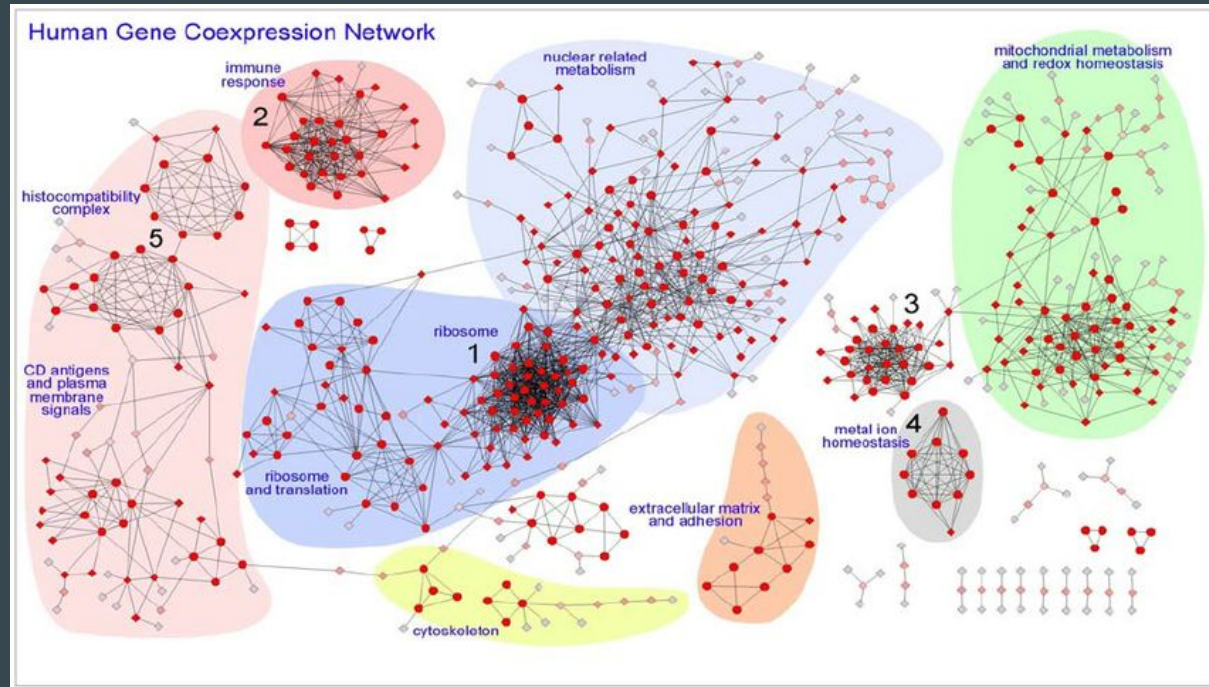 Human Gene Coexpression Network
immune
response
2
nuclear related
metabolism
mitochondrial metabolism
and redox homeostasis
histocompatibility
complex
5
ribosome
1
3
CD antigens
and plasma
membrane
signals
metal ion
homeostasis
4
ribosome
and translation
extracellular matrix
and adhesion
cytoskeleton